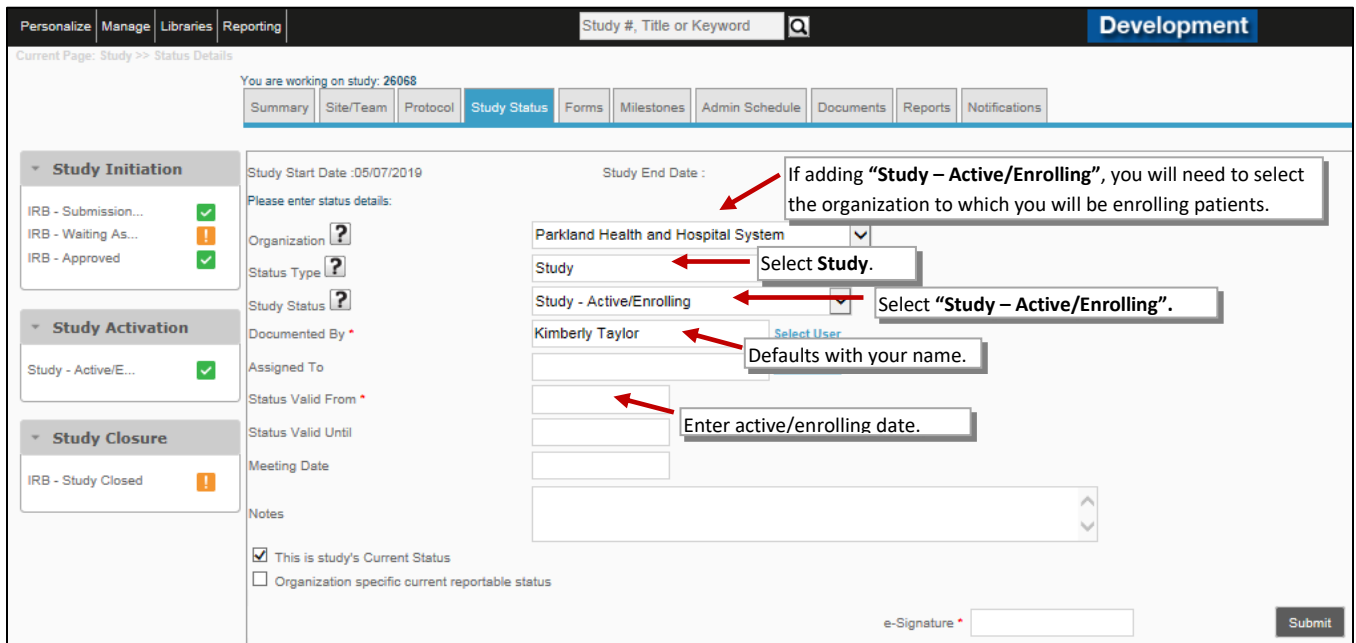 Personalize Manage Libraries Reporting Study #, Title or Keyword Development
Current Page: Study >> Status Details
You are working on study: 26068
Summary Site/Team Protocol Study Status Forms Milestones Admin Schedule Documents Reports Notifications
Study Initiation
IRB - Submission...
IRB - Waiting As...
IRB - Approved
Study Activation
Study - Active/E...
Study Closure
IRB - Study Closed
Study Start Date :05/07/2019 Study End Date :
If adding “Study – Active/Enrolling”, you will need to select
the organization to which you will be enrolling patients.
Please enter status details:
Organization ? Parkland Health and Hospital System
Status Type ? Study
Select Study.
Study Status ? Study - Active/Enrolling
Select “Study – Active/Enrolling”.
Documented By * Kimberly Taylor Select User
Defaults with your name.
Assigned To
Status Valid From *
Enter active/enrolling date.
Status Valid Until
Meeting Date
Notes
This is study's Current Status
Organization specific current reportable status
e-Signature * Submit